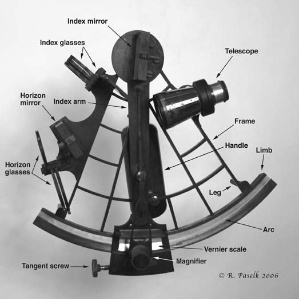 Index mirror
Index glasses
Telescope
Horizon
mirror
Index arm
Frame
Handle
Limb
Horizon
glasses
Leg
Arc
Vernier scale
Magnifier
Tangent screw
© R. Paselk 2006